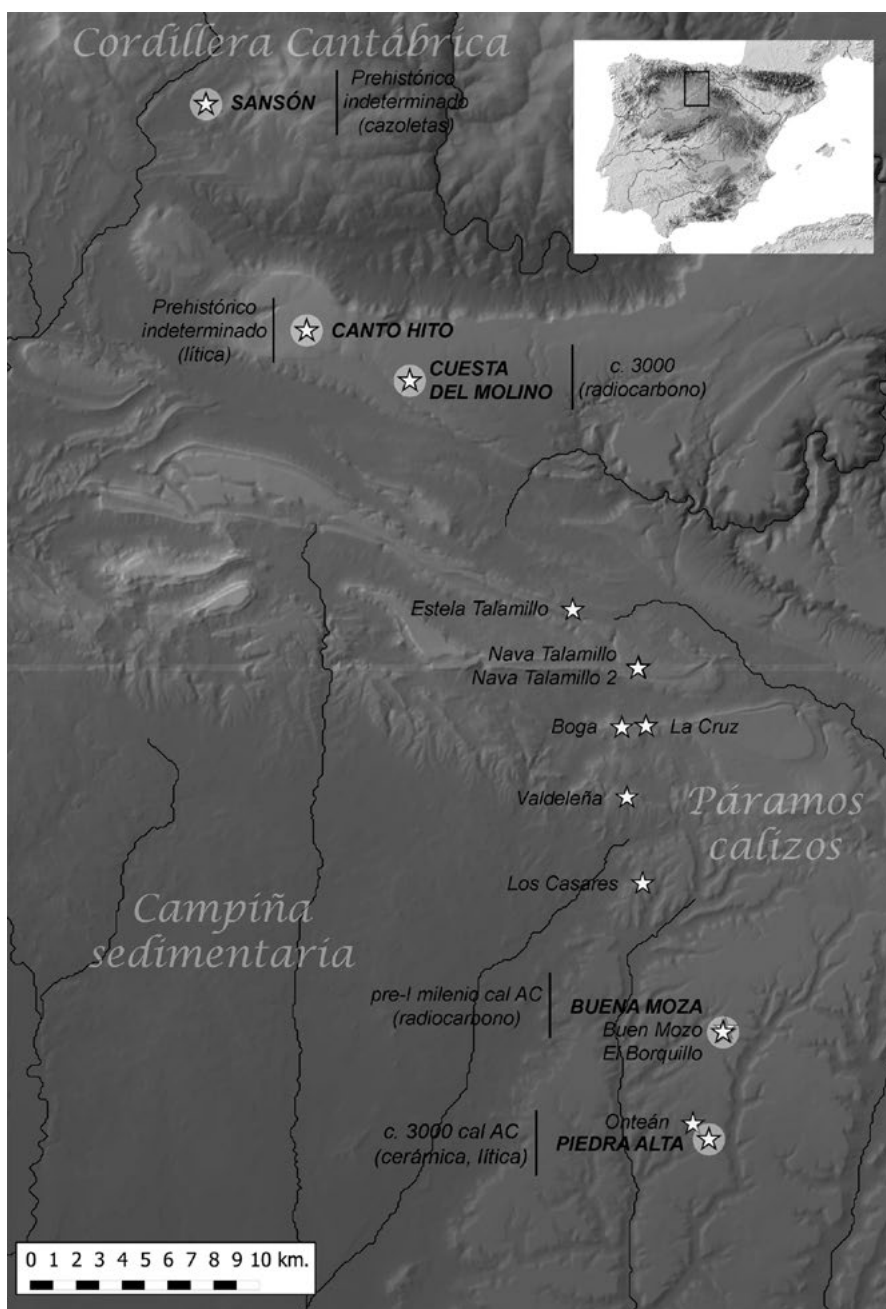 Cordillera Cantábrica
SANSÓN
Prehistórico
indeterminado
(cazoletas)
Prehistórico
indeterminado
(lítica)
CANTO HITO
CUESTA
DEL MOLINO
c. 3000
(radiocarbono)
Estela Talamillo
Nava Talamillo
Nava Talamillo 2
Boga
La Cruz
Valdeleña
Páramos
calizos
Los Casares
Campiña
sedimentaria
pre-I milenio cal AC
(radiocarbono)
BUENA MOZA
Buen Mozo
El Borquillo
c. 3000 cal AC
(cerámica, lítica)
Onteán
PIEDRA ALTA
0 1 2 3 4 5 6 7 8 9 10 km.